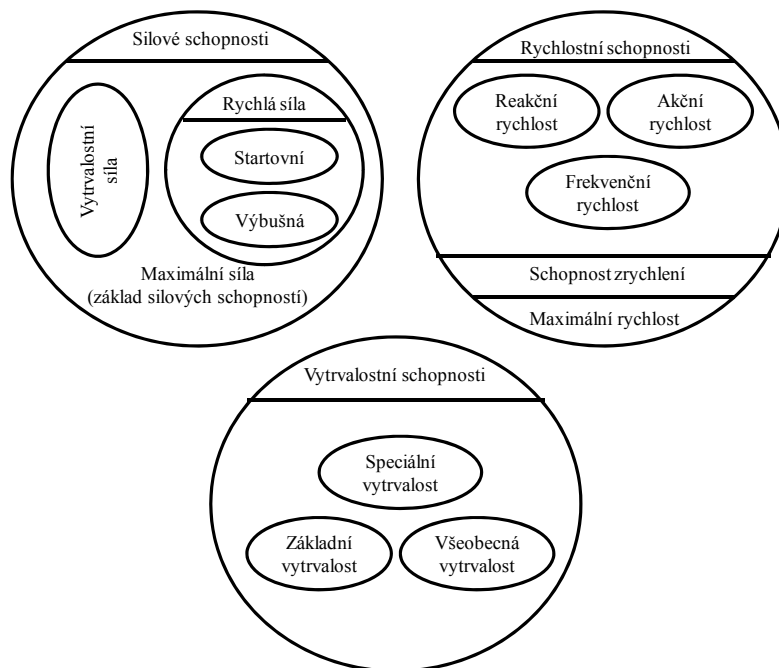 Silové schopnosti
Vytrvalostní
síla
Rychlá síla
Startovní
Výbušná
Maximální síla
(základ silových schopností)
Rychlostní schopnosti
Reakční
rychlost
Akční
rychlost
Frekvenční
rychlost
Schopnost zrychlení
Maximální rychlost
Vytrvalostní schopnosti
Speciální
vytrvalost
Základní
vytrvalost
Všeobecná
vytrvalost